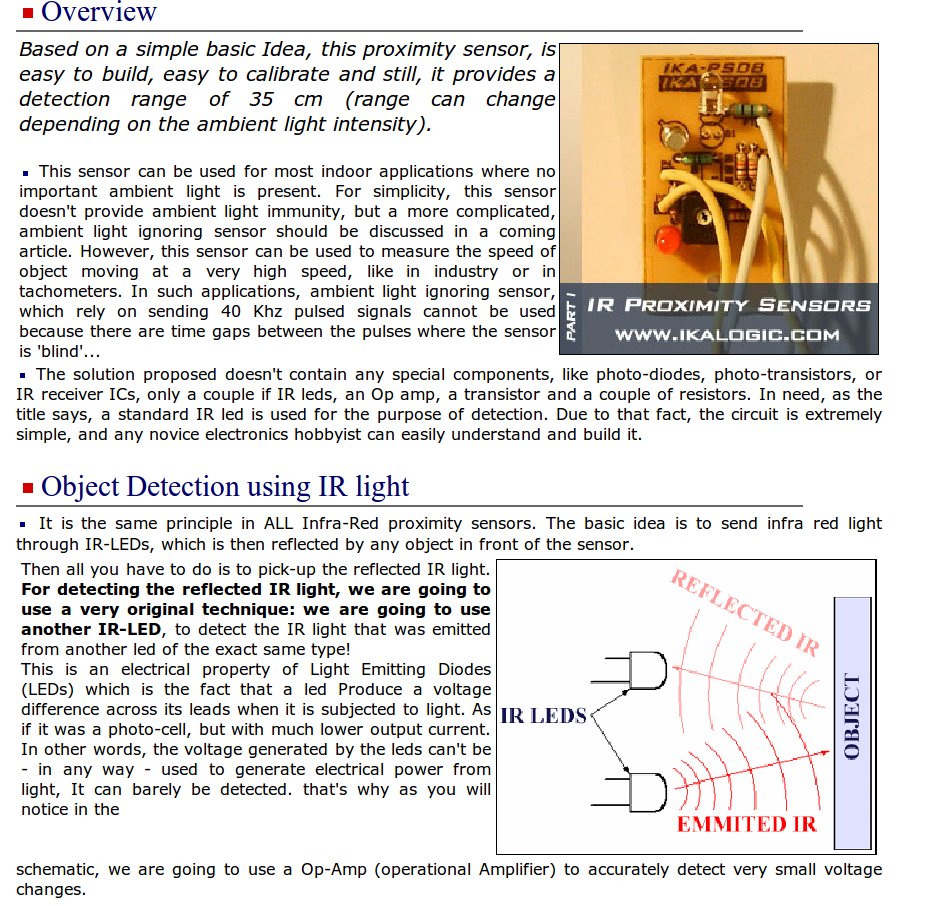 Overview
Based on a simple basic Idea, this proximity sensor, is
easy to build, easy to calibrate and still, it provides a
detection range of 35 cm (range can change
depending on the ambient light intensity).
This sensor can be used for most indoor applications where no
important ambient light is present. For simplicity, this sensor
doesn't provide ambient light immunity, but a more complicated,
ambient light ignoring sensor should be discussed in a coming
article. However, this sensor can be used to measure the speed of
object moving at a very high speed, like in industry or in
tachometers. In such applications, ambient light ignoring sensor,
which rely on sending 40 Khz pulsed signals cannot be used
because there are time gaps between the pulses where the sensor
is 'blind'...
IKA-PS08
IKA-PS08
PART I
IR PROXIMITY SENSORS
WWW.IKALOGIC.COM
The solution proposed doesn't contain any special components, like photo-diodes, photo-transistors, or
IR receiver ICs, only a couple if IR leds, an Op amp, a transistor and a couple of resistors. In need, as the
title says, a standard IR led is used for the purpose of detection. Due to that fact, the circuit is extremely
simple, and any novice electronics hobbyist can easily understand and build it.
Object Detection using IR light
It is the same principle in ALL Infra-Red proximity sensors. The basic idea is to send infra red light
through IR-LEDs, which is then reflected by any object in front of the sensor.
Then all you have to do is to pick-up the reflected IR light.
For detecting the reflected IR light, we are going to
use a very original technique: we are going to use
another IR-LED, to detect the IR light that was emitted
from another led of the exact same type!
This is an electrical property of Light Emitting Diodes
(LEDs) which is the fact that a led Produce a voltage
difference across its leads when it is subjected to light. As
if it was a photo-cell, but with much lower output current.
In other words, the voltage generated by the leds can't be
- in any way - used to generate electrical power from
light, It can barely be detected. that's why as you will
notice in the
REFLECTED IR
IR LEDS
OBJECT
EMMITED IR
schematic, we are going to use a Op-Amp (operational Amplifier) to accurately detect very small voltage
changes.